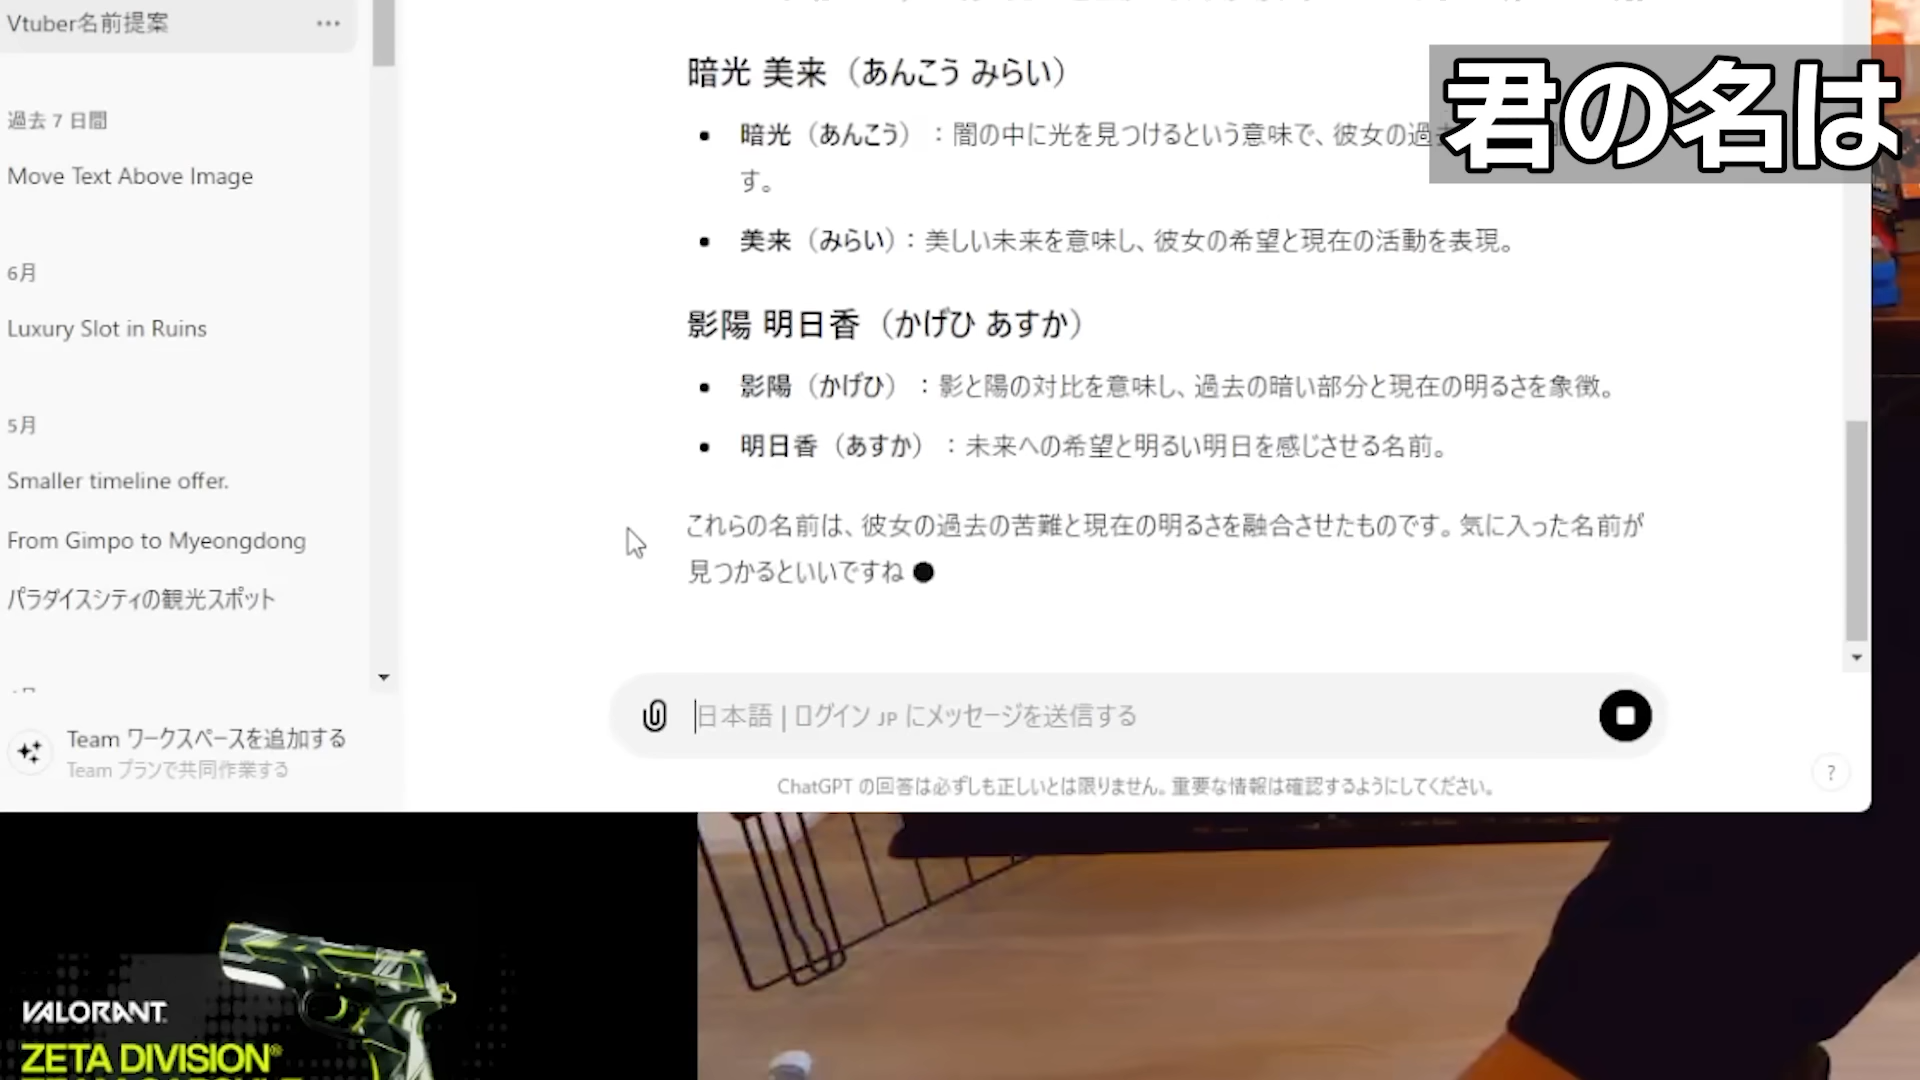 Vtuber名前提案
過去 7 日間
Move Text Above Image
6月
Luxury Slot in Ruins
5月
Smaller timeline offer.
From Gimpo to Myeongdong
パラダイスシティの観光スポット
Team ワークスペースを追加する
Team プランで共同作業する
君の名は
暗光 美来（あんこう みらい）
暗光（あんこう）：闇の中に光を見つけるという意味で、彼女の過
す。
美来（みらい）：美しい未来を意味し、彼女の希望と現在の活動を表現。
影陽 明日香（かげひ あすか）
影陽（かげひ）：影と陽の対比を意味し、過去の暗い部分と現在の明るさを象徴。
明日香（あすか）：未来への希望と明るい明日を感じさせる名前。
これらの名前は、彼女の過去の苦難と現在の明るさを融合させたものです。気に入った名前が
見つかるといいですね
日本語 | ログイン JP にメッセージを送信する
ChatGPT の回答は必ずしも正しいとは限りません。重要な情報は確認するようにしてください。
?
VALORANT
ZETA DIVISION®